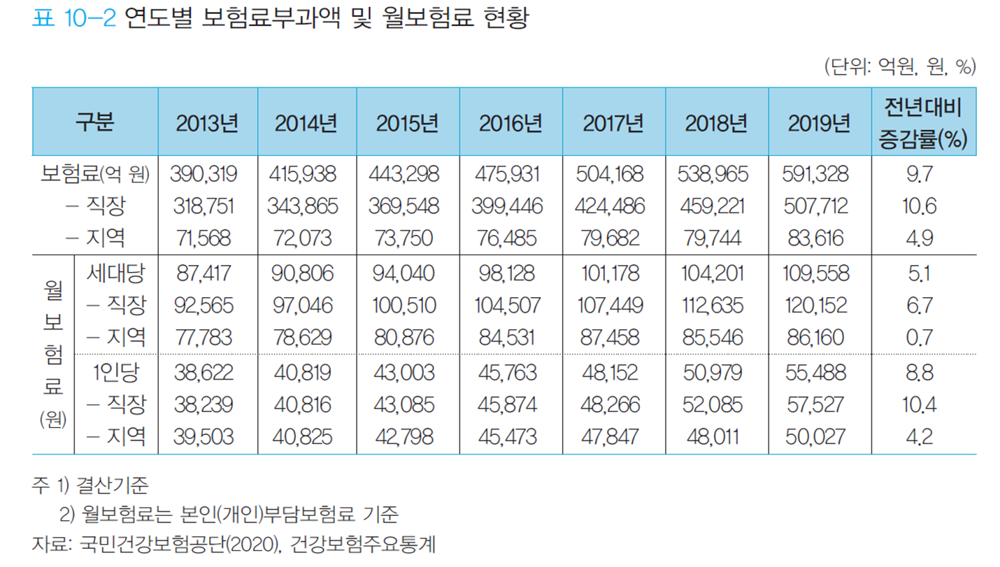 표 10-2 연도별 보험료부과액 및 월보험료 현황
(단위: 억원, 원, %)
구분 2013년 2014년 2015년 2016년 2017년 2018년 2019년 전년대비 증감률(%)
보험료(억 원) 390,319 415,938 443,298 475,931 504,168 538,965 591,328 9.7
- 직장 318,751 343,865 369,548 399,446 424,486 459,221 507,712 10.6
- 지역 71,568 72,073 73,750 76,485 79,682 79,744 83,616 4.9
월보험료(원)
세대당 87,417 90,806 94,040 98,128 101,178 104,201 109,558 5.1
- 직장 92,565 97,046 100,510 104,507 107,449 112,635 120,152 6.7
- 지역 77,783 78,629 80,876 84,531 87,458 85,546 86,160 0.7
1인당 38,622 40,819 43,003 45,763 48,152 50,979 55,488 8.8
- 직장 38,239 40,816 43,085 45,874 48,266 52,085 57,527 10.4
- 지역 39,503 40,825 42,798 45,473 47,847 48,011 50,027 4.2
주 1) 결산기준
2) 월보험료는 본인(개인)부담보험료 기준
자료: 국민건강보험공단(2020), 건강보험주요통계